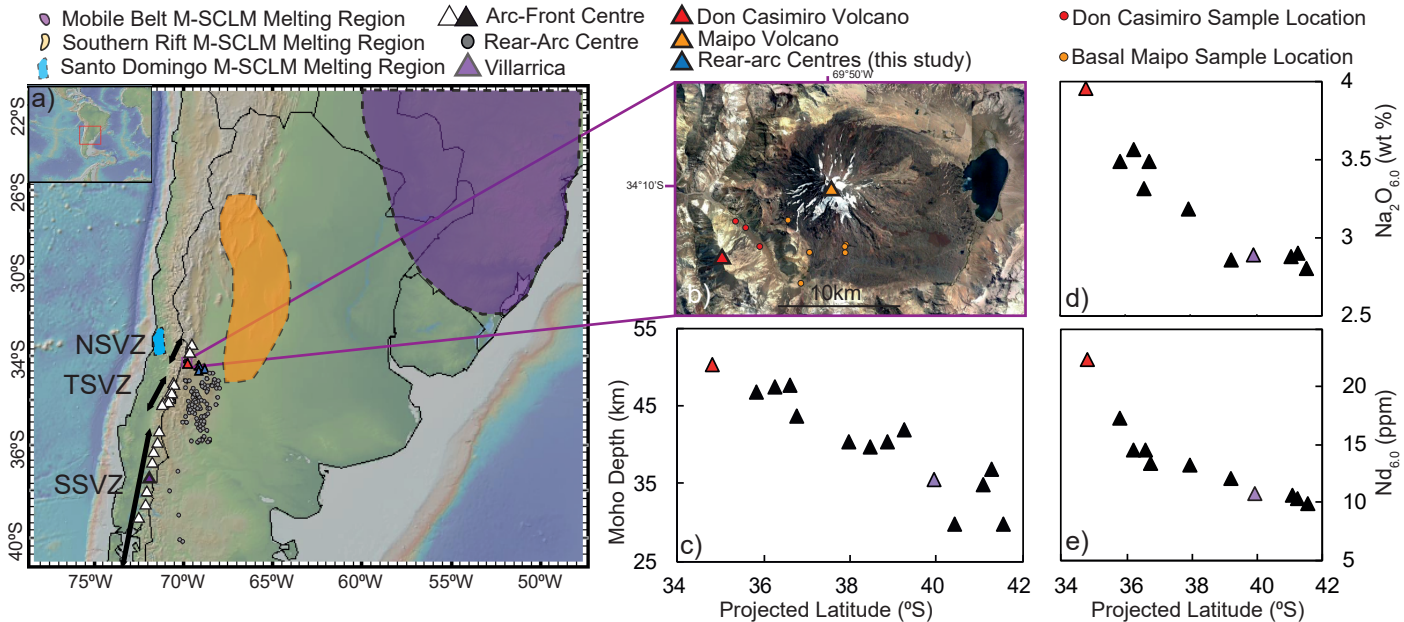 Mobile Belt M-SCLM Melting Region
Southern Rift M-SCLM Melting Region
Santo Domingo M-SCLM Melting Region
Arc-Front Centre
Rear-Arc Centre
Villarrica
Don Casimiro Volcano
Maipo Volcano
Rear-arc Centres (this study)
Don Casimiro Sample Location
Basal Maipo Sample Location
a)
22°S
26°S
30°S
34°S
36°S
40°S
NSVZ
TSVZ
SSVZ
75°W
70°W
65°W
60°W
55°W
50°W
69°50'W
34°10'S
b)
10km
55
45
35
25
Moho Depth (km)
c)
34
36
38
40
42
Projected Latitude (ºS)
4
3.5
3
2.5
Na2O6.0 (wt %)
d)
20
15
10
5
Nd6.0 (ppm)
e)
34
36
38
40
42
Projected Latitude (ºS)